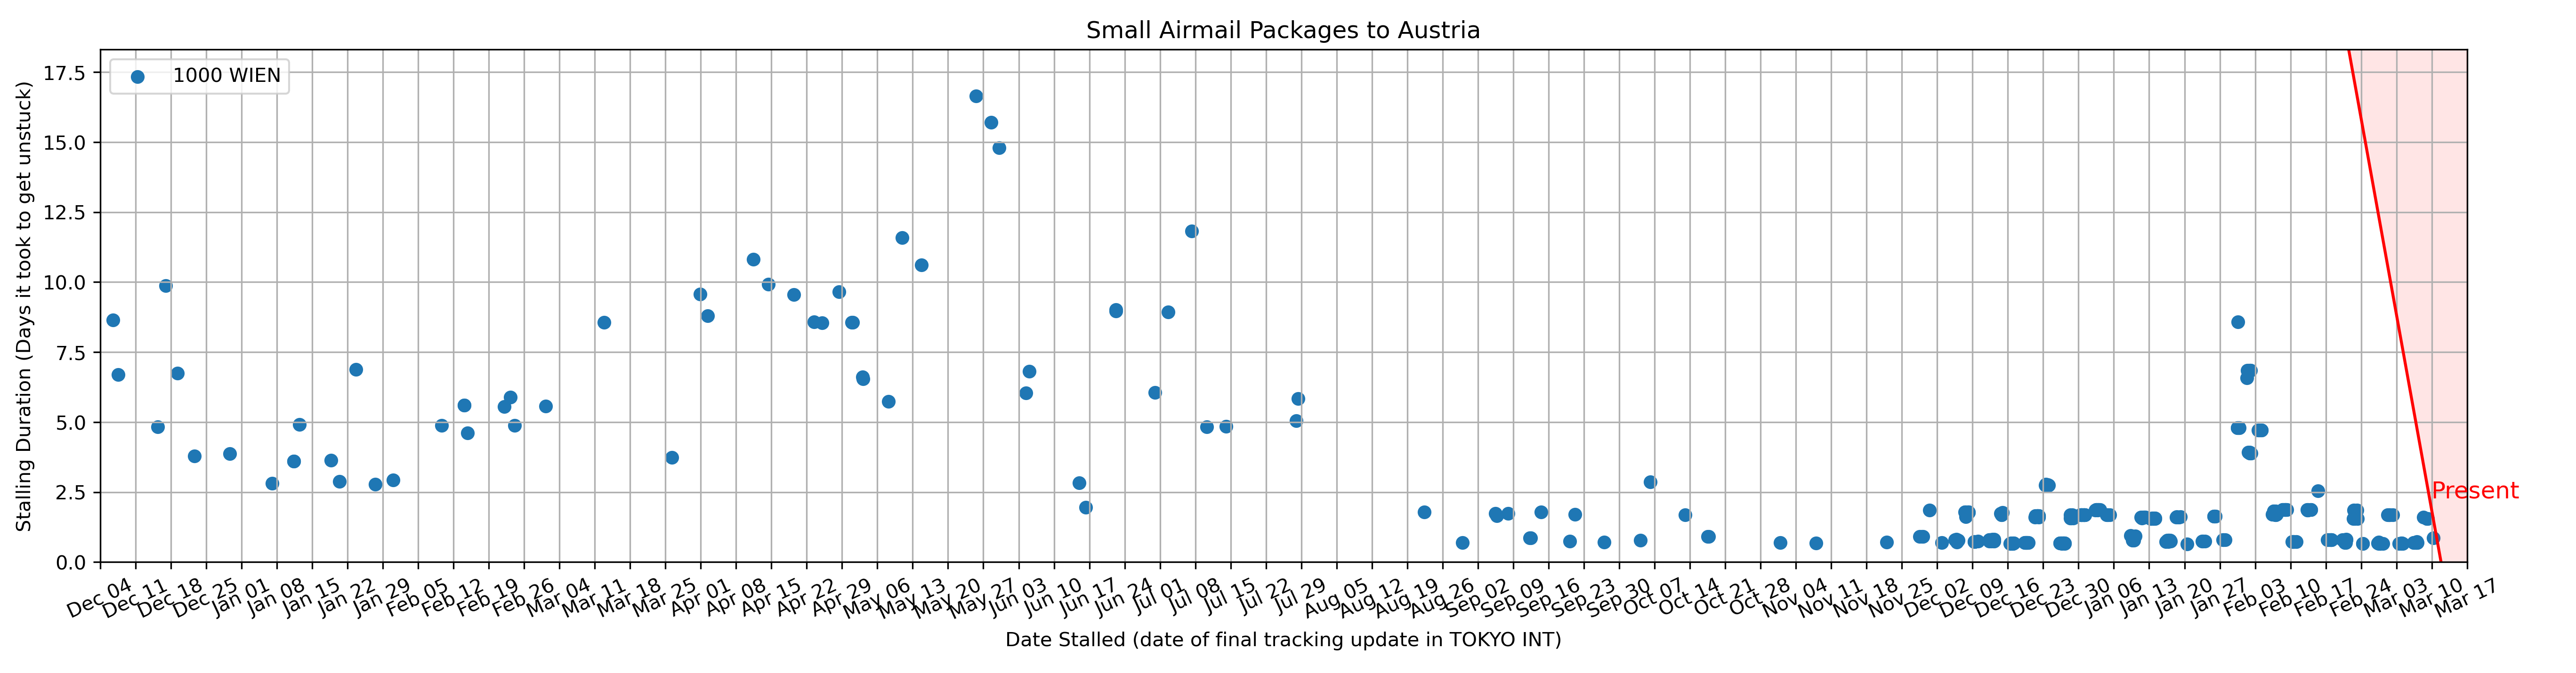 Small Airmail Packages to Austria
1000 WIEN
Stalling Duration (Days it took to get unstuck)
17.5
15.0
12.5
10.0
7.5
5.0
2.5
0.0
Present
Dec 04 Dec 11 Dec 18 Dec 25 Jan 01 Jan 08 Jan 15 Jan 22 Jan 29 Feb 05 Feb 12 Feb 19 Feb 26 Mar 04 Mar 11 Mar 18 Mar 25 Apr 01 Apr 08 Apr 15 Apr 22 Apr 29 May 06 May 13 May 20 May 27 Jun 03 Jun 10 Jun 17 Jun 24 Jul 01 Jul 08 Jul 15 Jul 22 Jul 29 Aug 05 Aug 12 Aug 19 Aug 26 Sep 02 Sep 09 Sep 16 Sep 23 Sep 30 Oct 07 Oct 14 Oct 21 Oct 28 Nov 04 Nov 11 Nov 18 Nov 25 Dec 02 Dec 09 Dec 16 Dec 23 Dec 30 Jan 06 Jan 13 Jan 20 Jan 27 Feb 03 Feb 10 Feb 17 Feb 24 Mar 03 Mar 10 Mar 17
Date Stalled (date of final tracking update in TOKYO INT)